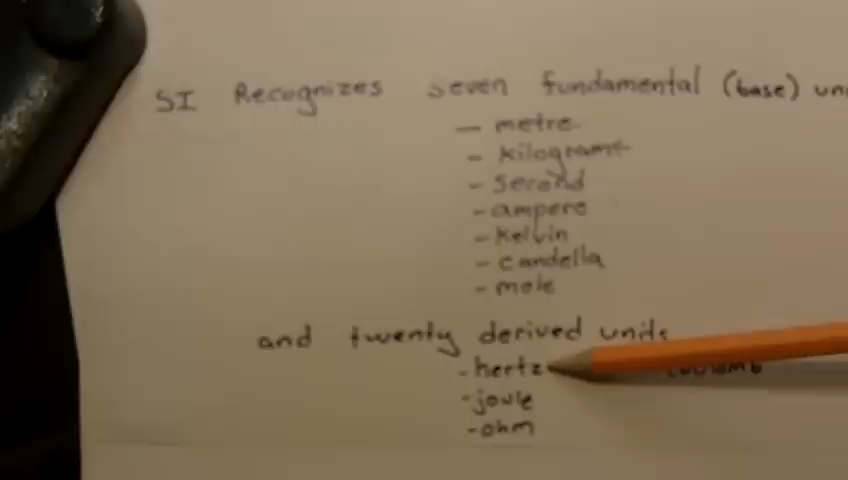 SI Recognizes seven fundamental (base)
- metre
- kilogram
- second
- ampere
- kelvin
- candella
- mole
and twenty derived units
- hertz
- joule
- ohm